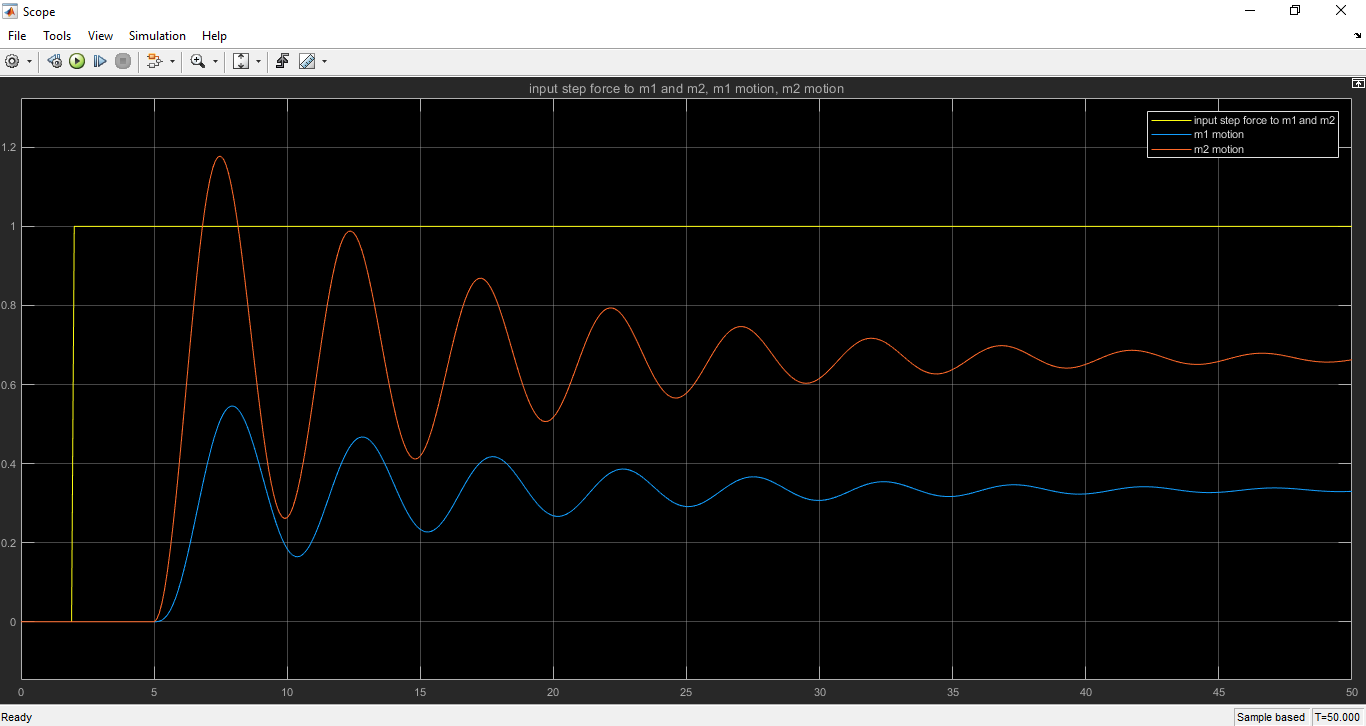 Scope
File Tools View Simulation Help
input step force to m1 and m2, m1 motion, m2 motion
input step force to m1 and m2
m1 motion
m2 motion
1.2
1
0.8
0.6
0.4
0.2
0
0 5 10 15 20 25 30 35 40 45 50
Ready Sample based T=50.000